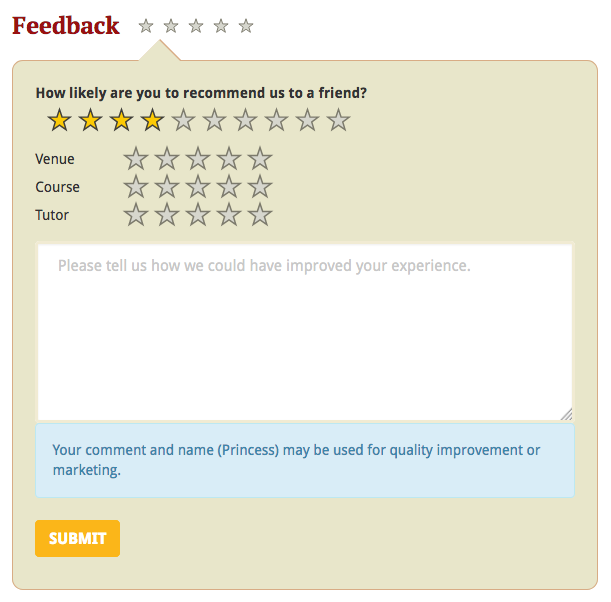 Feedback
How likely are you to recommend us to a friend?
Venue
Course
Tutor
Please tell us how we could have improved your experience.
Your comment and name (Princess) may be used for quality improvement or
marketing.
SUBMIT